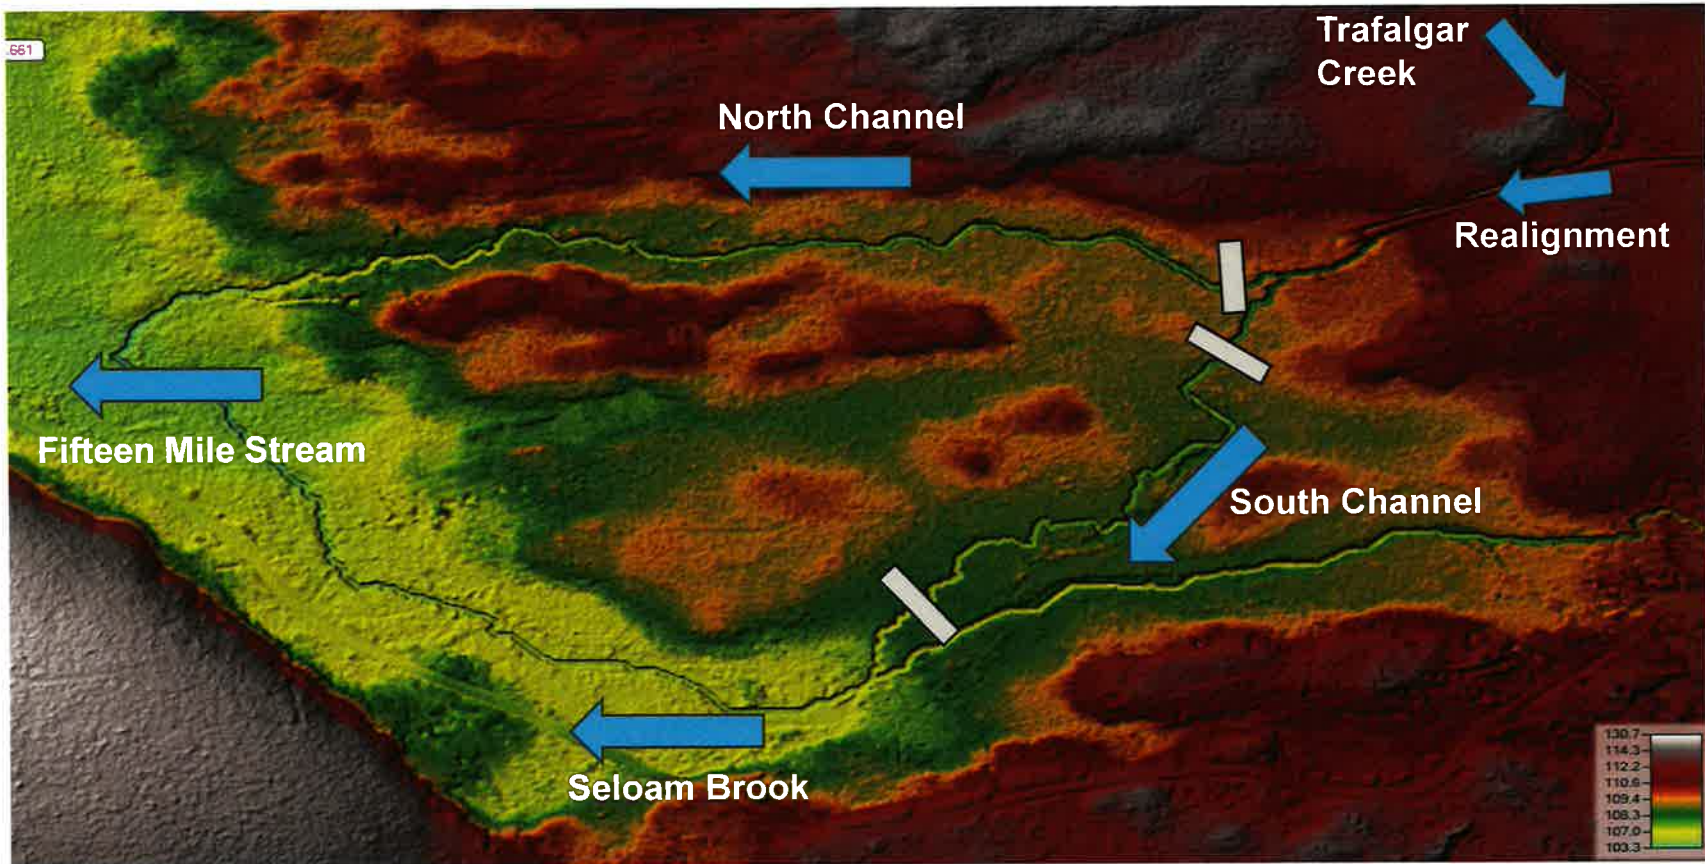 .661
Trafalgar
Creek
North Channel
Realignment
Fifteen Mile Stream
South Channel
Seloam Brook
130.7
114.3
112.2
110.6
109.4
108.3
107.0
103.3